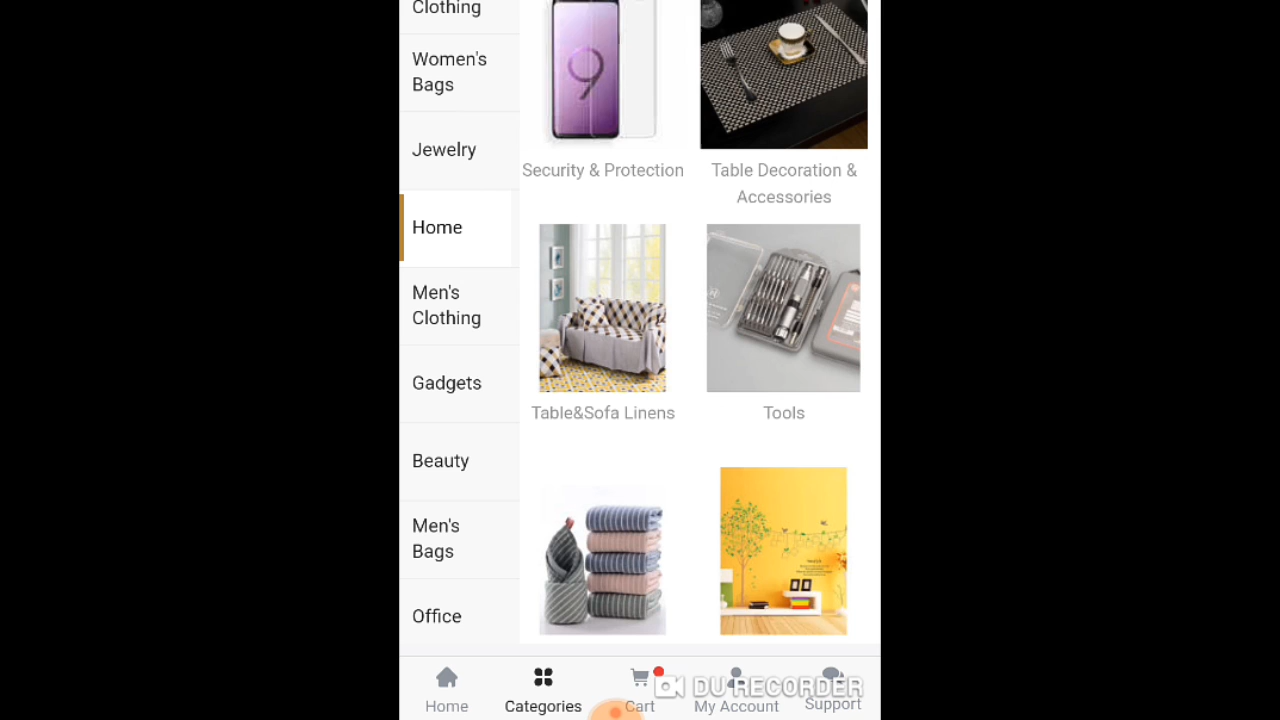 Clothing
Women's
Bags
Jewelry
Home
Men's
Clothing
Gadgets
Beauty
Men's
Bags
Office
9
Security & Protection
Table Decoration &
Accessories
Table&Sofa Linens
Tools
Home
Categories
Cart
My Account
Support
DU RECORDER